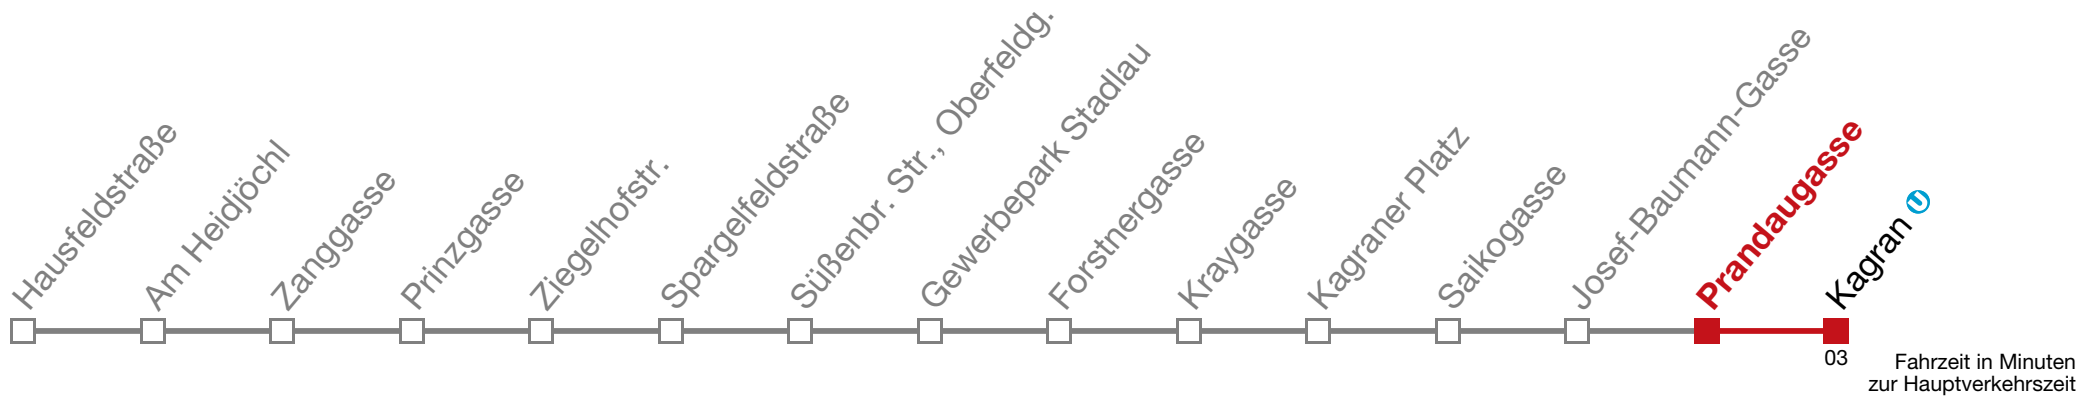 Hausfeldstraße
Am Heidjöchl
Zanggasse
Prinzgasse
Ziegelhofstr.
Spargelfeldstraße
Süßenbr. Str., Oberfeldg.
Gewerbepark Stadlau
Forstnergasse
Kraygasse
Kagraner Platz
Saikogasse
Josef-Baumann-Gasse
Prandaugasse
Kagran U
03
Fahrzeit in Minuten
zur Hauptverkehrszeit